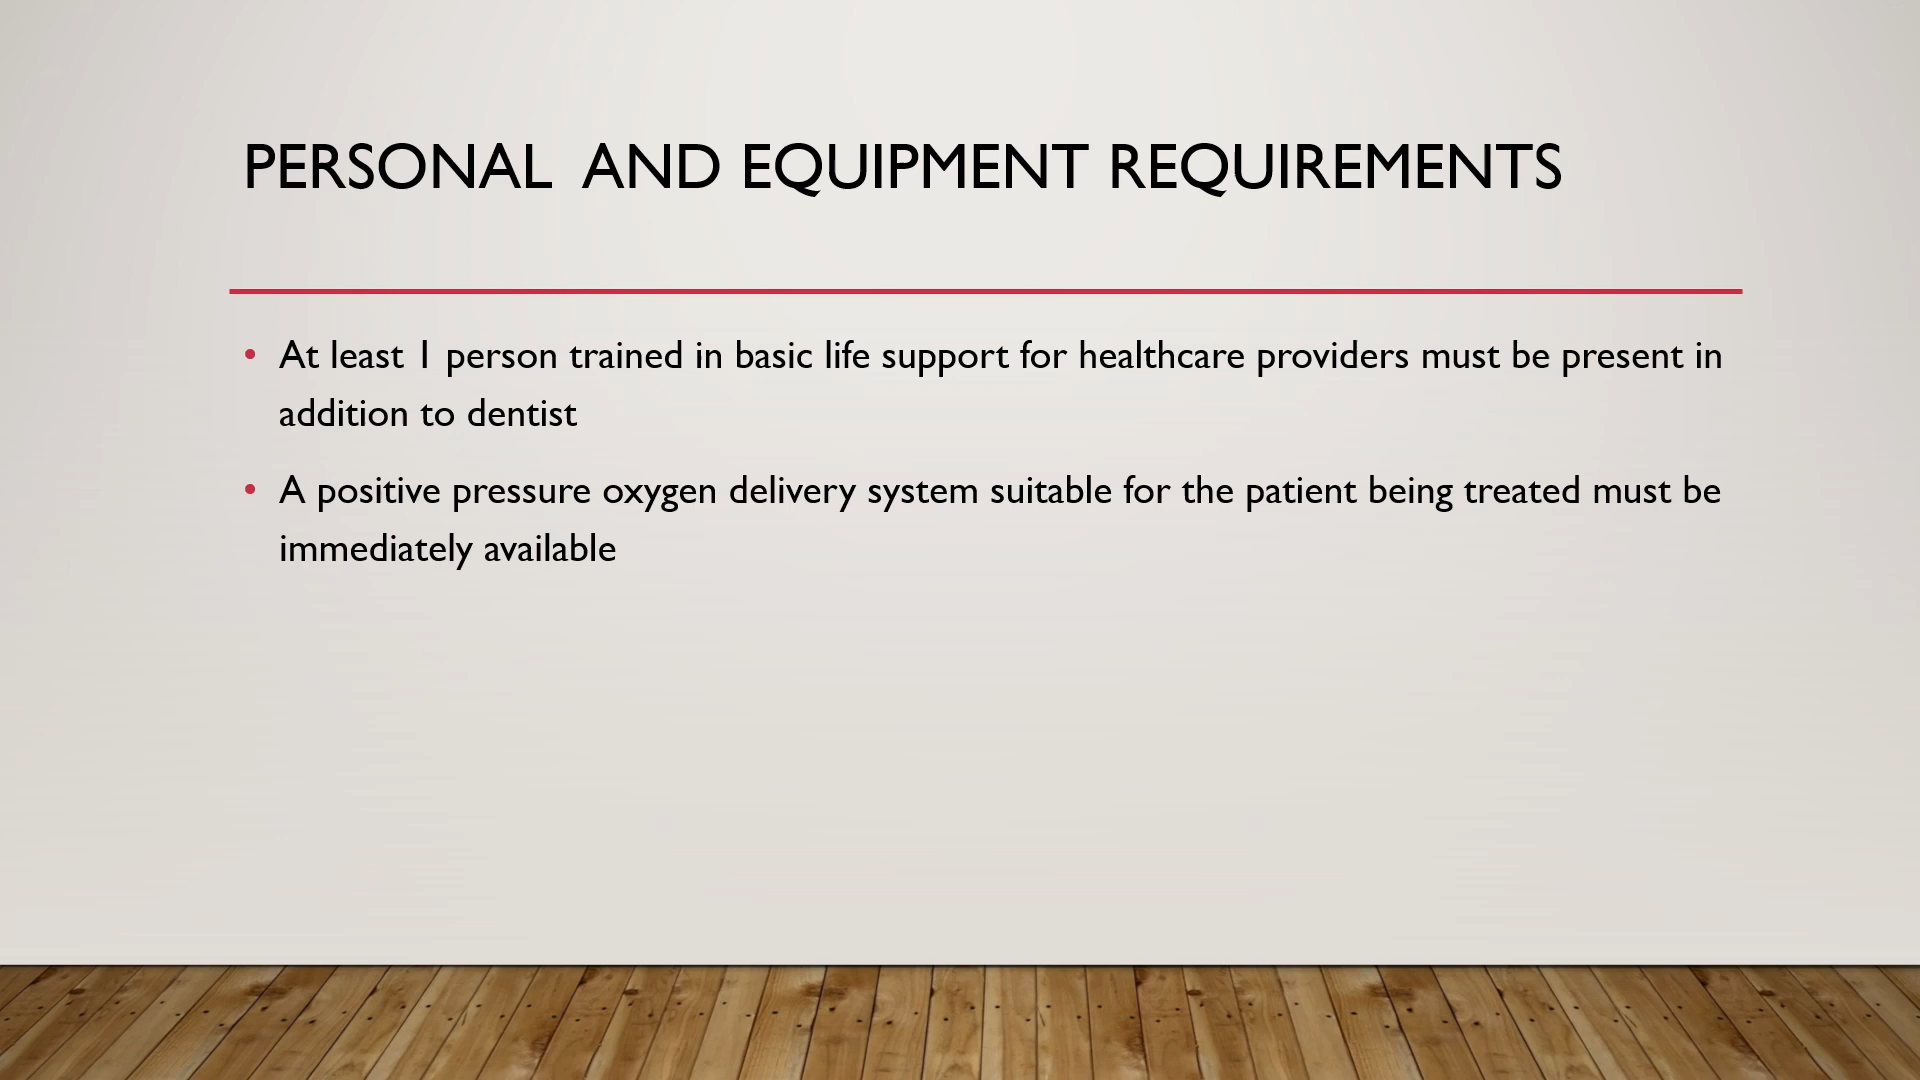 PERSONAL  AND EQUIPMENT REQUIREMENTS
• At least 1 person trained in basic life support for healthcare providers must be present in
addition to dentist
• A positive pressure oxygen delivery system suitable for the patient being treated must be
immediately available